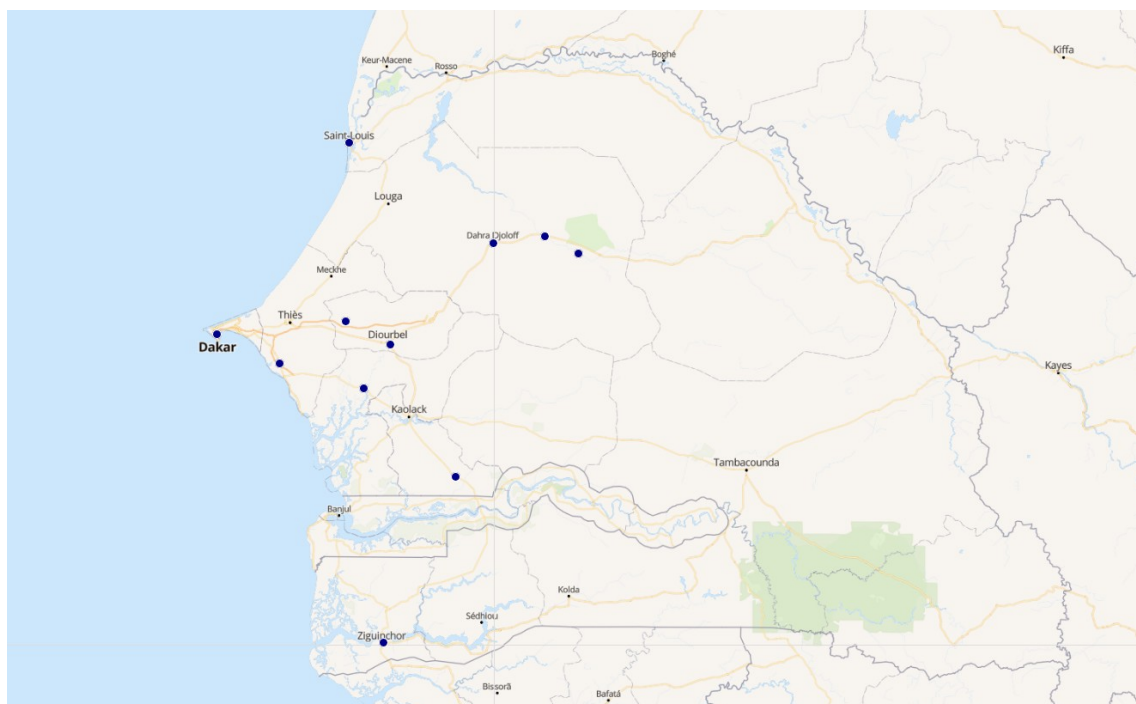 Kiffa
Boghé
Keur-Macene
Rosso
Saint-Louis
Louga
Dahra Djoloff
Meckhe
Thiès
Diourbel
Dakar
Kayes
Kaolack
Tambacounda
Banjul
Kolda
Sédhiou
Ziguinchor
Bissorã
Bafatá